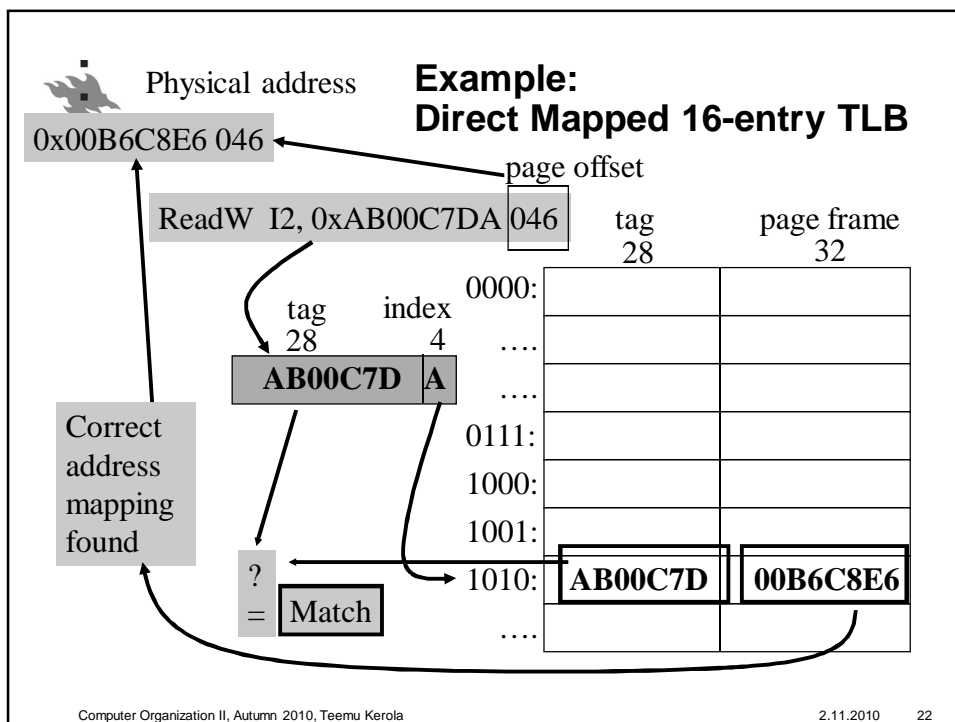 Physical address
Example:
Direct Mapped 16-entry TLB
0x00B6C8E6 046
page offset
ReadW I2, 0xAB00C7DA 046
tag
28
page frame
32
0000:
tag
28
index
4
….
AB00C7D A
….
Correct
address
mapping
found
0111:
1000:
1001:
?
=
Match
1010:
AB00C7D
00B6C8E6
….
Computer Organization II, Autumn 2010, Teemu Kerola
2.11.2010
22